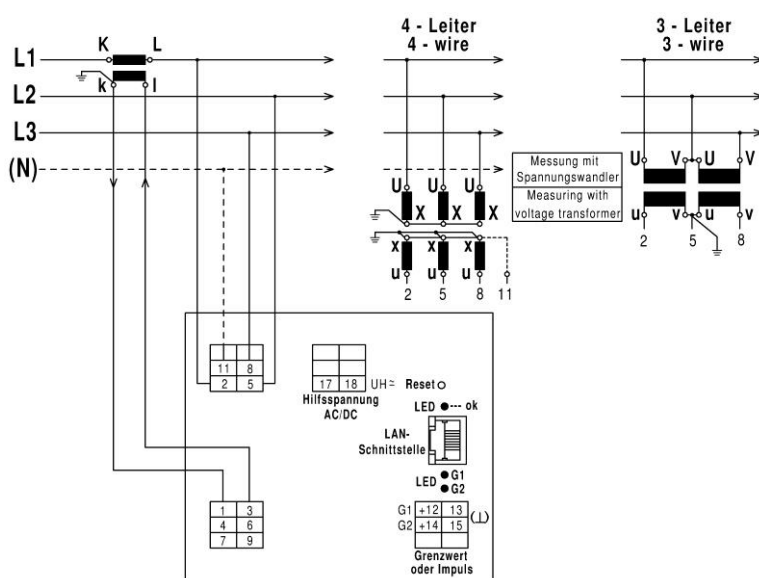 4 - Leiter
4 - wire
3 - Leiter
3 - wire
K L
L1
k l
L2
L3
(N)
U U U
X X X
x x x
u u u
2 5 8 11
Messung mit
Spannungswandler
Measuring with
voltage transformer
U V U V
u v u v
2 5 8
11 8
2 5
17 18 UH≂
Hilfsspannung
AC/DC
Reset
LED --- ok
LAN-
Schnittstelle
LED G1
G2
1 3
4 6
7 9
G1 +12 13
G2 +14 15
(⊥)
Grenzwert
oder Impuls